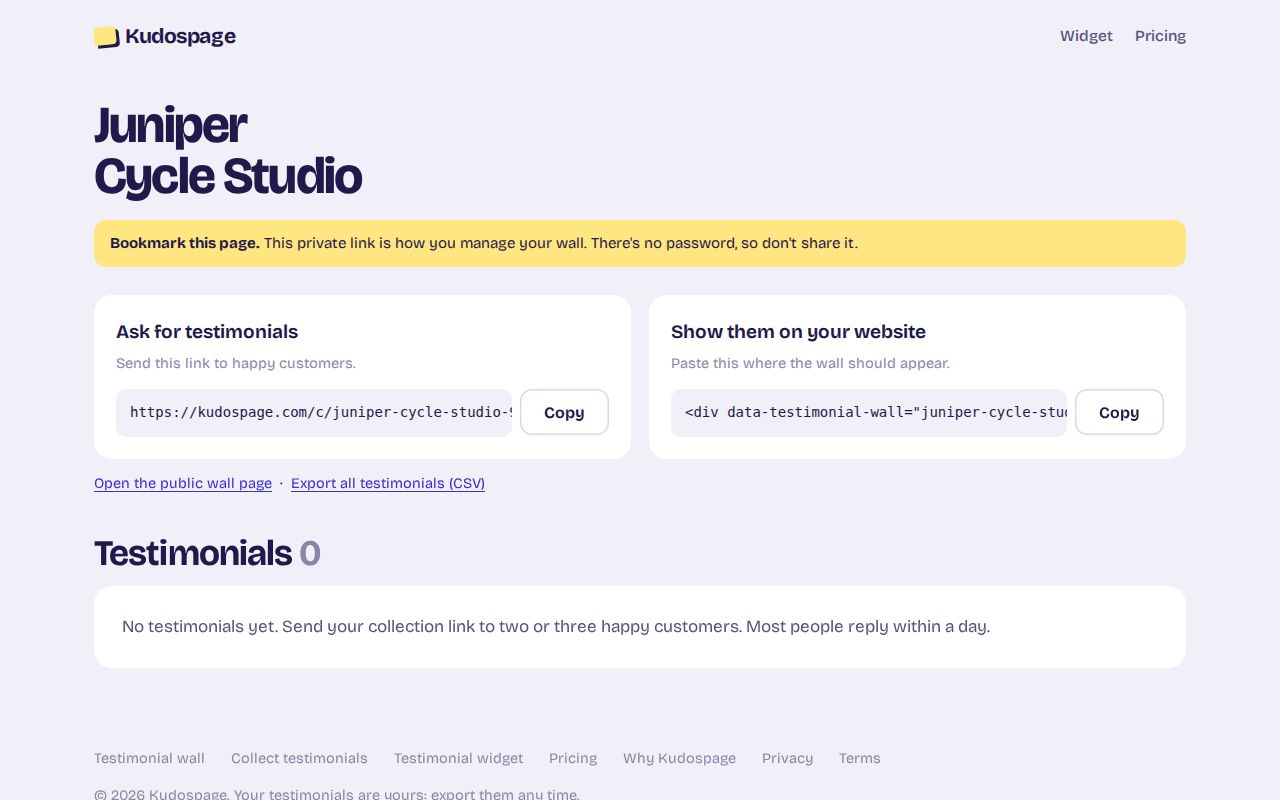 Kudospage
Widget Pricing
Juniper
Cycle Studio
Bookmark this page. This private link is how you manage your wall. There's no password, so don't share it.
Ask for testimonials
Send this link to happy customers.
https://kudospage.com/c/juniper-cycle-studio-
Copy
Show them on your website
Paste this where the wall should appear.
<div data-testimonial-wall="juniper-cycle-stu
Copy
Open the public wall page · Export all testimonials (CSV)
Testimonials 0
No testimonials yet. Send your collection link to two or three happy customers. Most people reply within a day.
Testimonial wall Collect testimonials Testimonial widget Pricing Why Kudospage Privacy Terms
© 2026 Kudospage. Your testimonials are yours: export them any time.